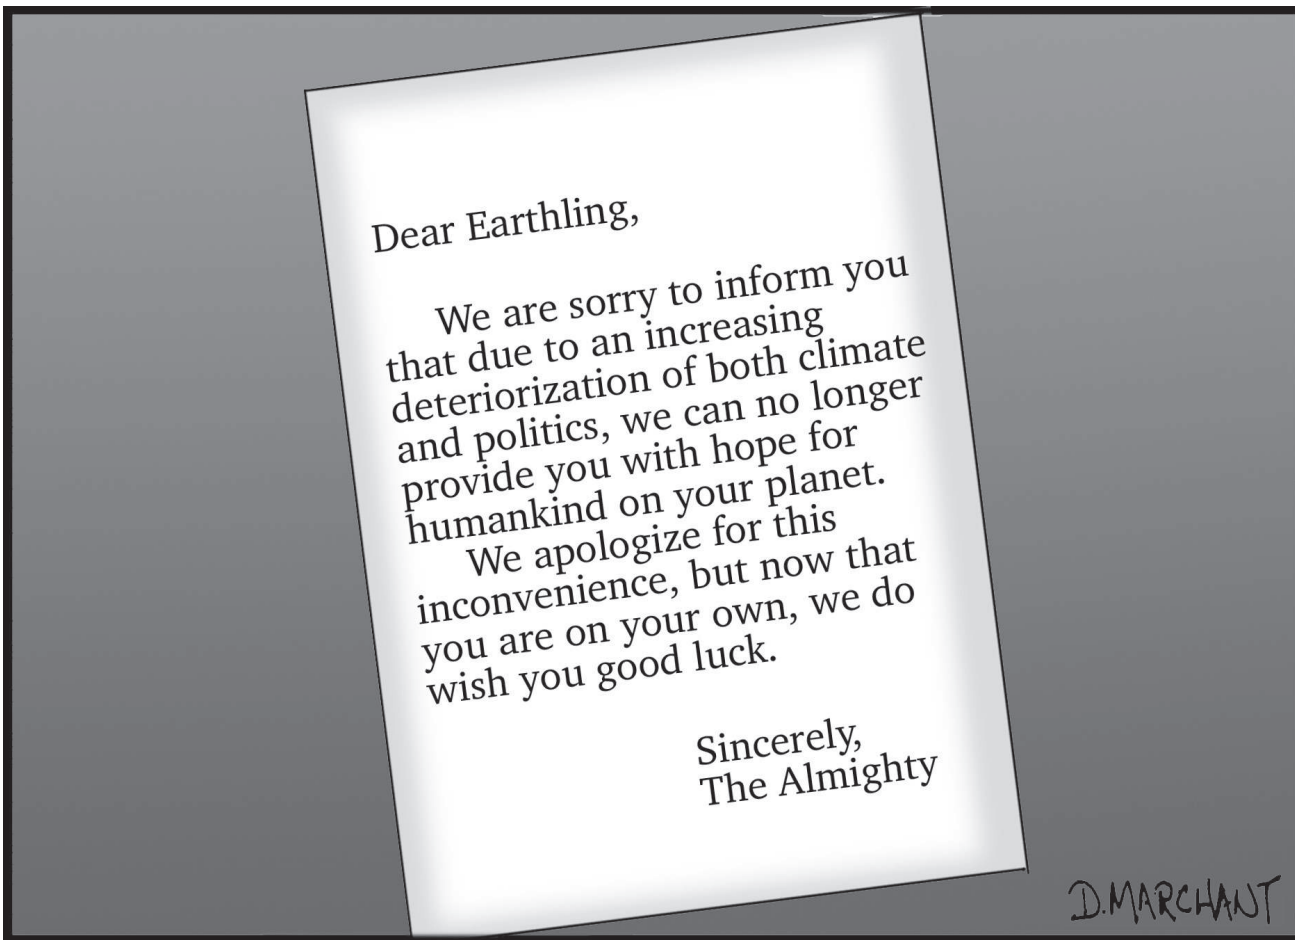 Dear Earthling,
We are sorry to inform you
that due to an increasing
deteriorization of both climate
and politics, we can no longer
provide you with hope for
humankind on your planet.
We apologize for this
inconvenience, but now that
you are on your own, we do
wish you good luck.
Sincerely,
The Almighty
D.MARCHANT